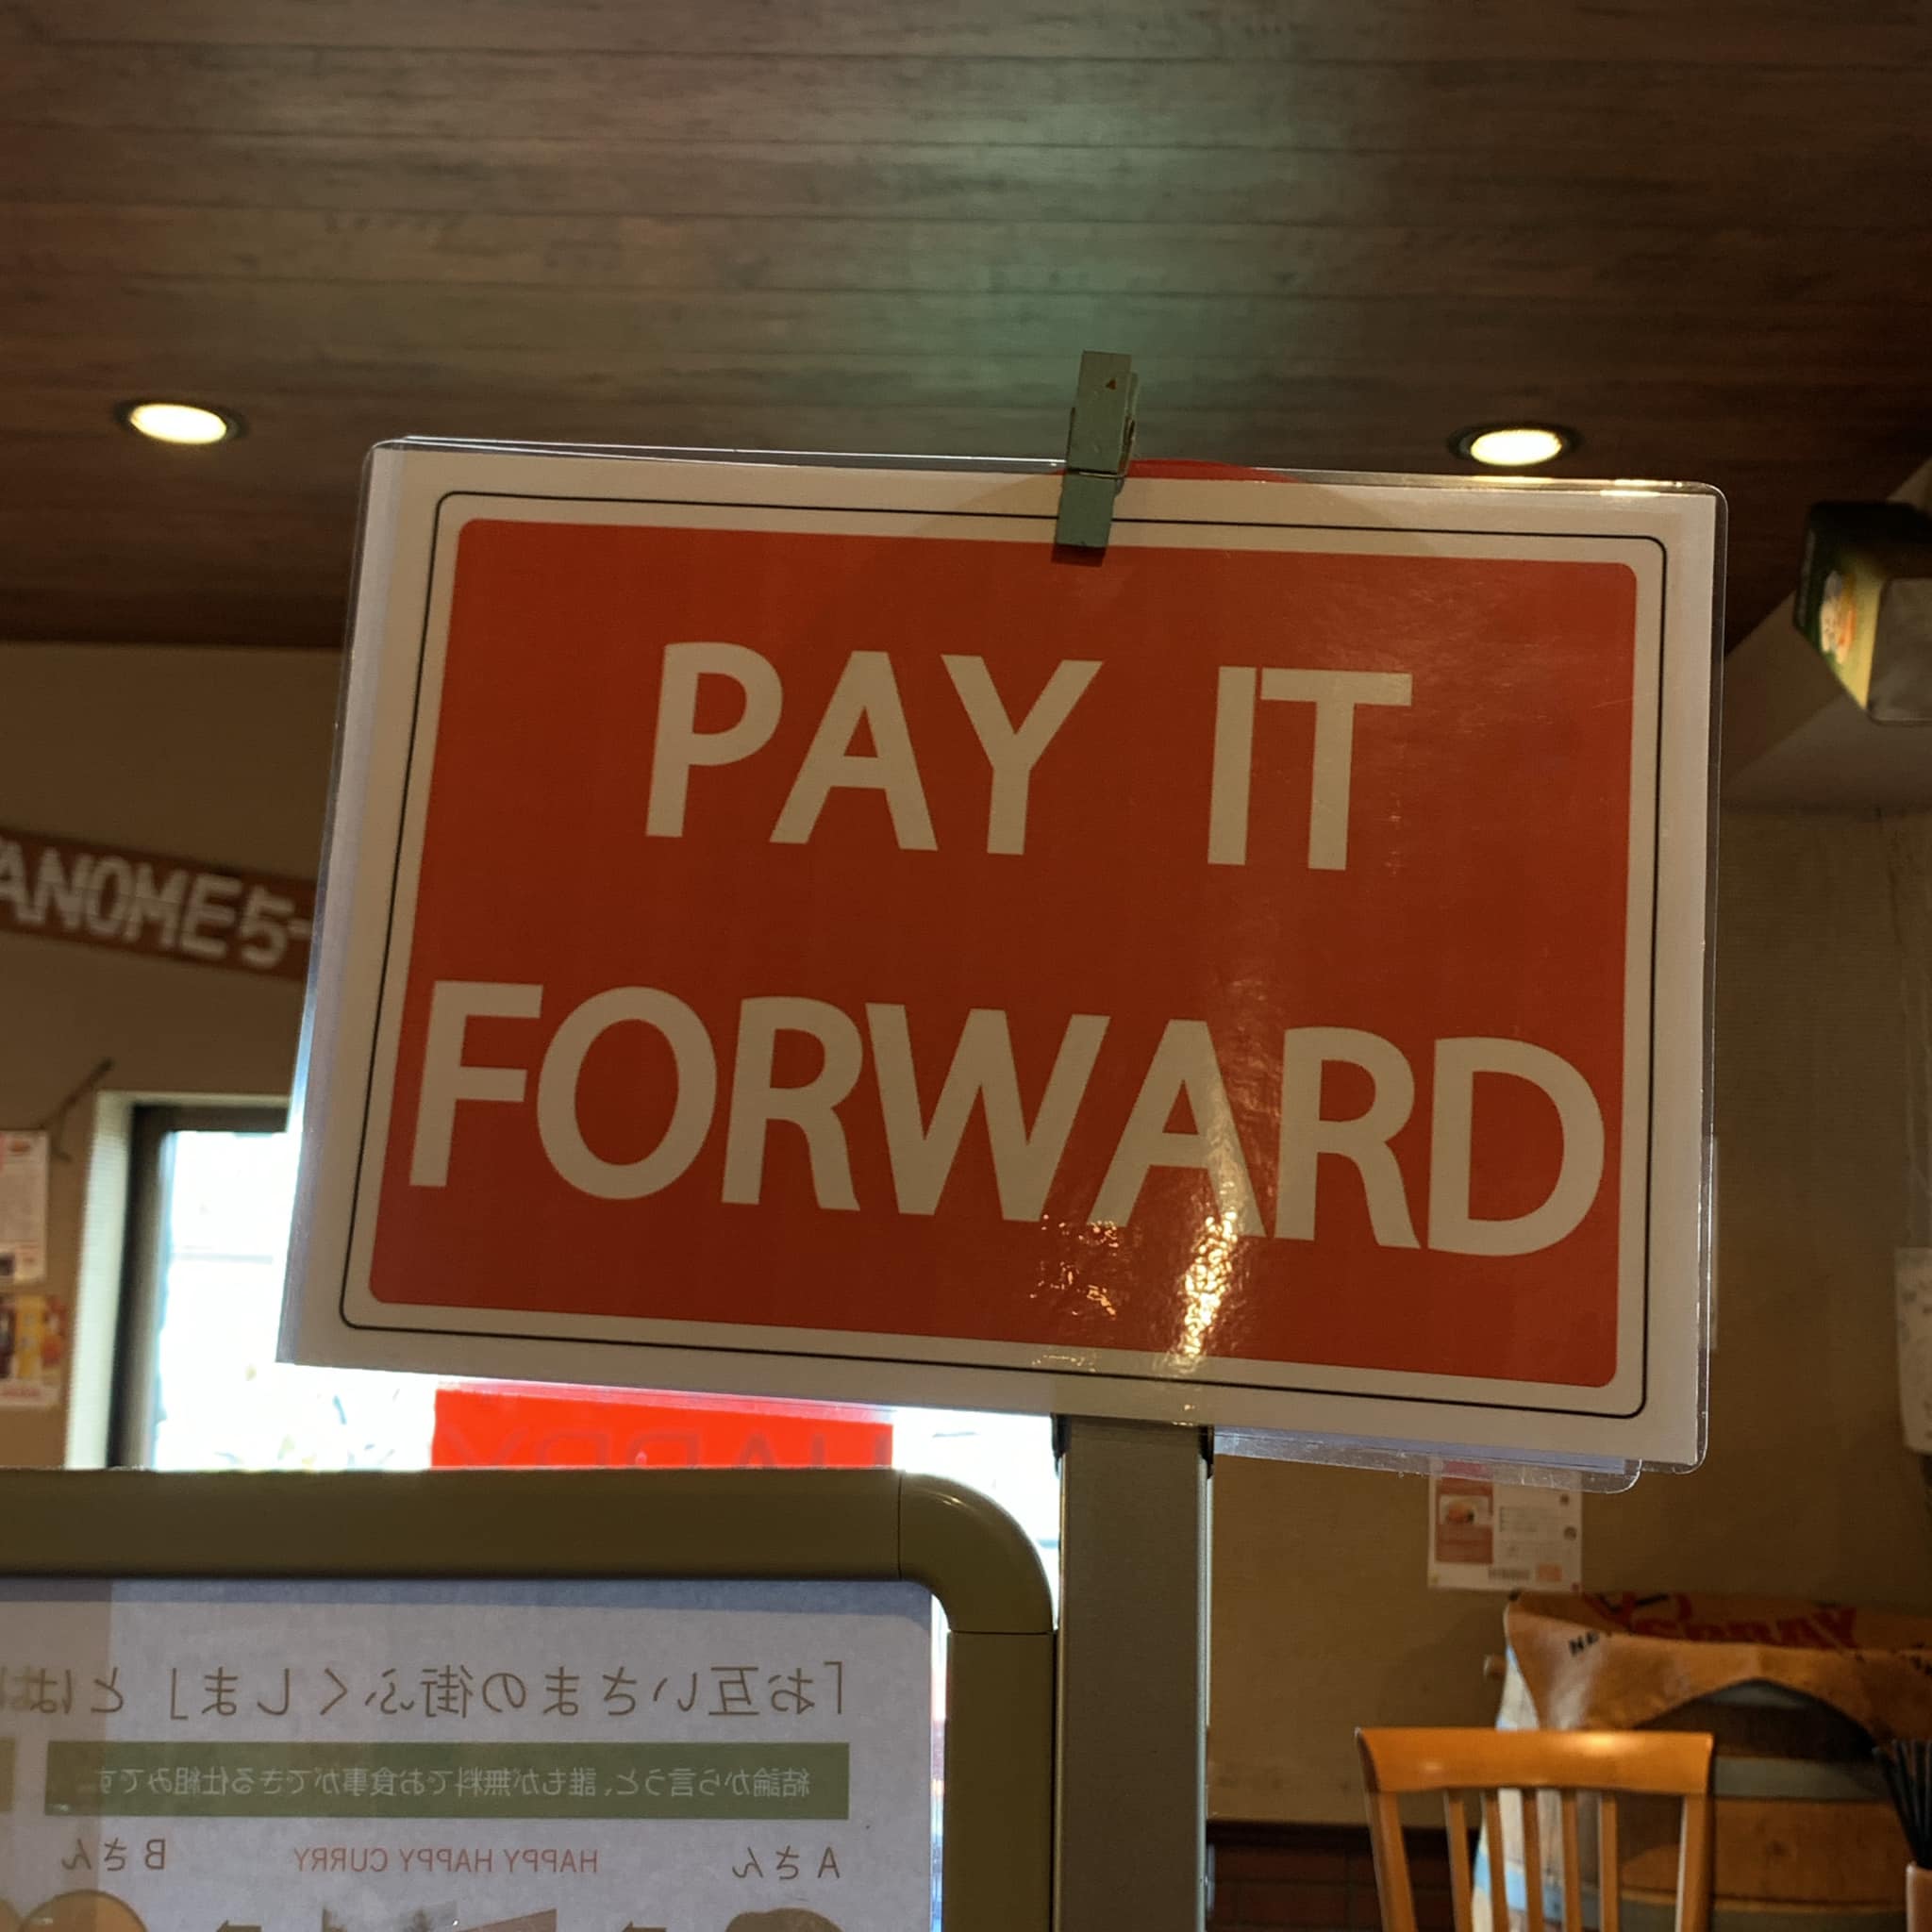 PAY IT
FORWARD
ANOME5-
HAPPY
「お互いさまの街ふくしま」とは
結論から言うと、誰もが無料でお食事ができる仕組みです
Aさん HAPPY HAPPY CURRY Bさん